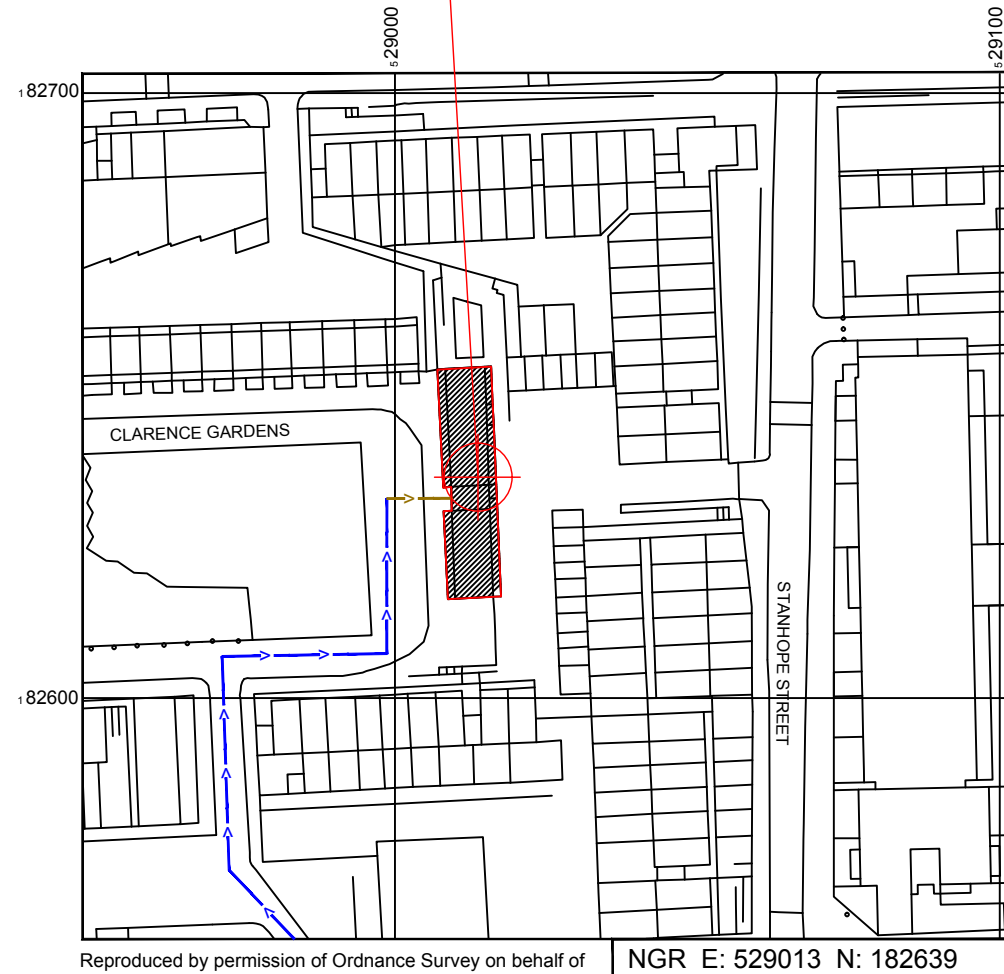 529000
529100
182700
CLARENCE GARDENS
STANHOPE STREET
182600
Reproduced by permission of Ordnance Survey on behalf of
NGR E: 529013 N: 182639